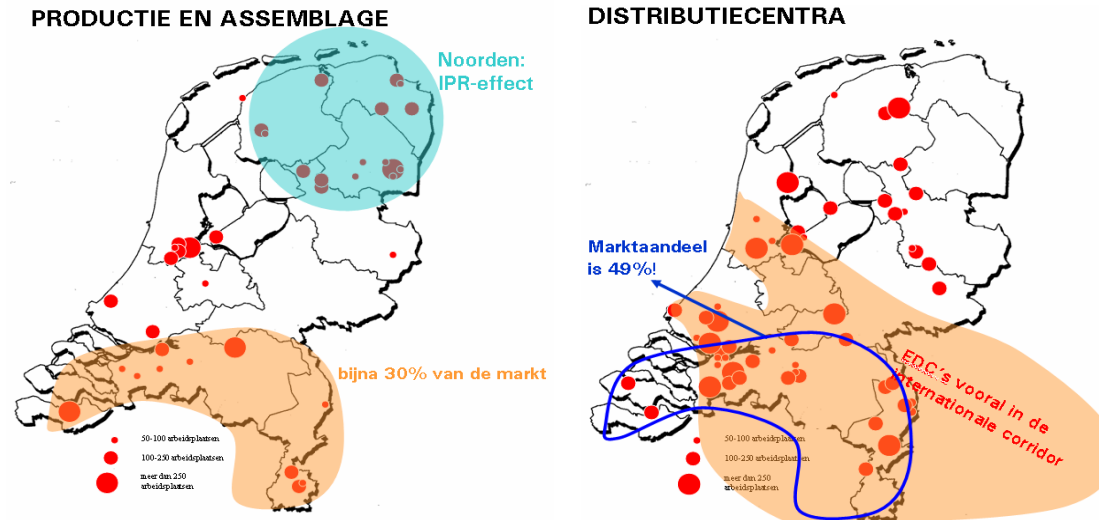 PRODUCTIE EN ASSEMBLAGE
Noorden:
IPR-effect
bijna 30% van de markt
50-100 arbeidsplaatsen
100-250 arbeidsplaatsen
meer dan 250
arbeidsplaatsen
DISTRIBUTIECENTRA
Marktaandeel
is 49%!
EDC's vooral in de
internationale corridor
50-100 arbeidsplaatsen
100-250 arbeidsplaatsen
meer dan 250
arbeidsplaatsen